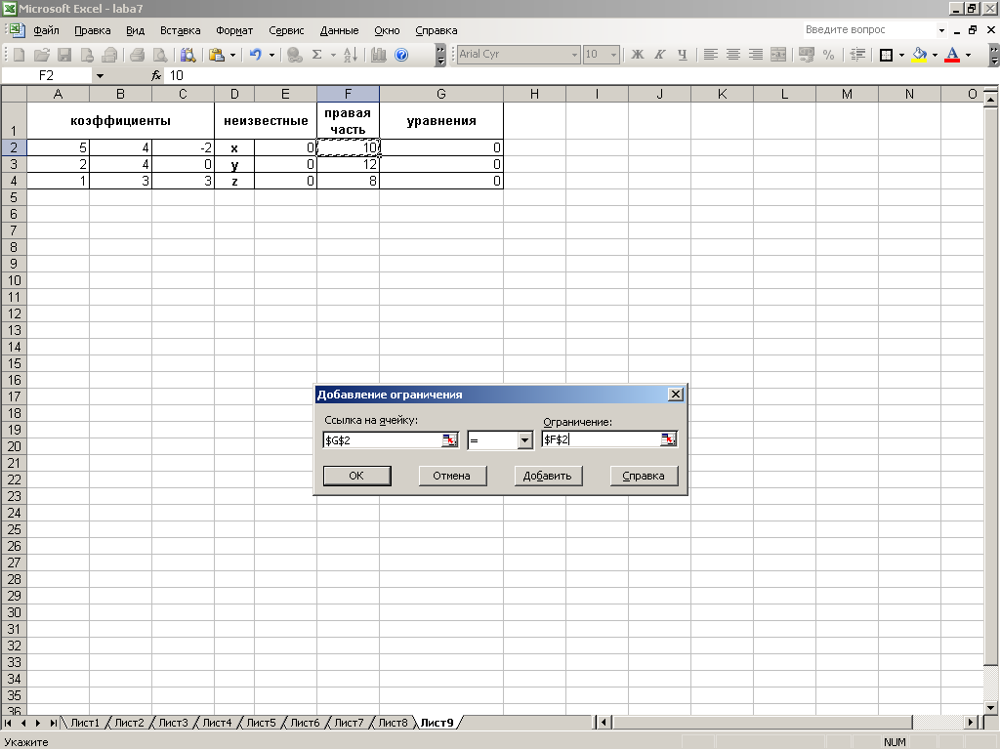 Microsoft Excel - laba7
Файл Правка Вид Вставка Формат Сервис Данные Окно Справка Введите вопрос
Arial Cyr 10 Ж К Ч
F2 fx 10
A B C D E F G H I J K L M N O
1 коэффициенты неизвестные правая часть уравнения
2 5 4 -2 x 0 10 0
3 2 4 0 y 0 12 0
4 1 3 3 z 0 8 0
5
6
7
8
9
10
11
12
13
14
15
16
17
18
19
20
21
22
23
24
25
26
27
28
29
30
31
32
33
34
35
36
Добавление ограничения
Ссылка на ячейку: Ограничение:
$G$2 = $F$2
ОК Отмена Добавить Справка
Лист1 Лист2 Лист3 Лист4 Лист5 Лист6 Лист7 Лист8 Лист9
Укажите NUM